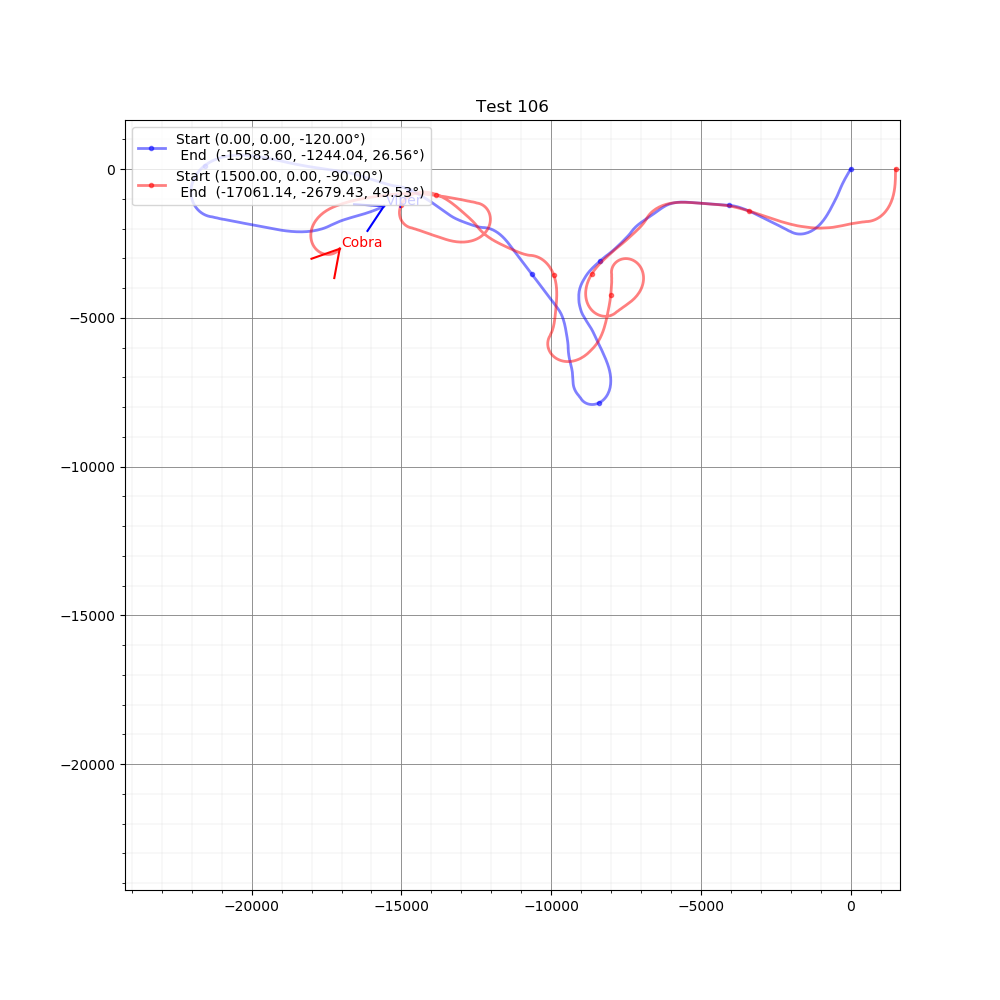 Test 106
Start (0.00, 0.00, -120.00°)
End (-15583.60, -1244.04, 26.56°)
Start (1500.00, 0.00, -90.00°)
End (-17061.14, -2679.43, 49.53°)
Viper
Cobra
0
−5000
−10000
−15000
−20000
−20000
−15000
−10000
−5000
0